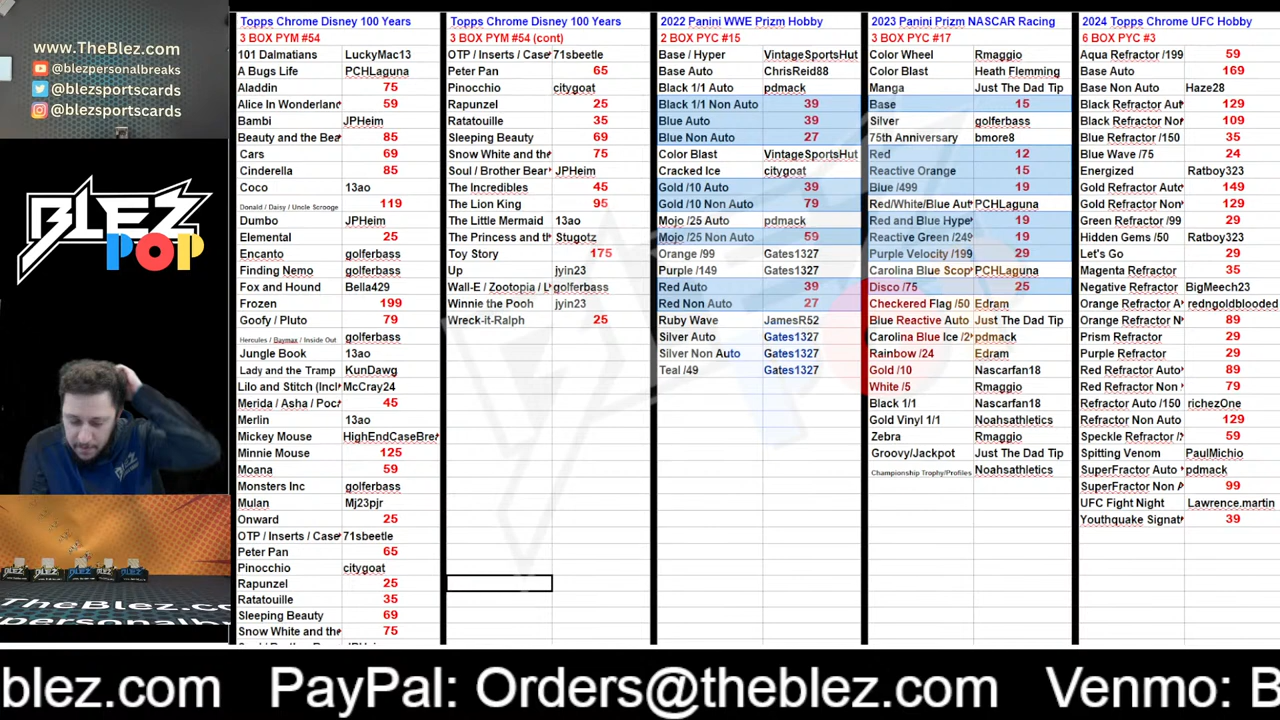 www.TheBlez.com
@blezpersonalbreaks
@blezsportscards
@blezsportscards
BLEZ
POP
Topps Chrome Disney 100 Years
3 BOX PYM #54
101 Dalmatians LuckyMac13
A Bugs Life PCHLaguna
Aladdin 75
Alice In Wonderlan 59
Bambi JPHeim
Beauty and the Bea 85
Cars 69
Cinderella 85
Coco 13ao
Donald / Daisy / Uncle Scrooge 119
Dumbo JPHeim
Elemental 25
Encanto golferbass
Finding Nemo golferbass
Fox and Hound Bella429
Frozen 199
Goofy / Pluto 79
Hercules / Baymax / Inside Out golferbass
Jungle Book 13ao
Lady and the Tramp KunDawg
Lilo and Stitch (Incl McCray24
Merida / Asha / Poc 45
Merlin 13ao
Mickey Mouse HighEndCaseBre
Minnie Mouse 125
Moana 59
Monsters Inc golferbass
Mulan Mj23pjr
Onward 25
OTP / Inserts / Case 71sbeetle
Peter Pan 65
Pinocchio citygoat
Rapunzel 25
Ratatouille 35
Sleeping Beauty 69
Snow White and the 75
Topps Chrome Disney 100 Years
3 BOX PYM #54 (cont)
OTP / Inserts / Case 71sbeetle
Peter Pan 65
Pinocchio citygoat
Rapunzel 25
Ratatouille 35
Sleeping Beauty 69
Snow White and the 75
Soul / Brother Bear JPHeim
The Incredibles 45
The Lion King 95
The Little Mermaid 13ao
The Princess and th Stugotz
Toy Story 175
Up jyin23
Wall-E / Zootopia / L golferbass
Winnie the Pooh jyin23
Wreck-it-Ralph 25
2022 Panini WWE Prizm Hobby
2 BOX PYC #15
Base / Hyper VintageSportsHut
Base Auto ChrisReid88
Black 1/1 Auto pdmack
Black 1/1 Non Auto 39
Blue Auto 39
Blue Non Auto 27
Color Blast VintageSportsHut
Cracked Ice citygoat
Gold /10 Auto 39
Gold /10 Non Auto 79
Mojo /25 Auto pdmack
Mojo /25 Non Auto 59
Orange /99 Gates1327
Purple /149 Gates1327
Red Auto 39
Red Non Auto 27
Ruby Wave JamesR52
Silver Auto Gates1327
Silver Non Auto Gates1327
Teal /49 Gates1327
2023 Panini Prizm NASCAR Racing
3 BOX PYC #17
Color Wheel Rmaggio
Color Blast Heath Flemming
Manga Just The Dad Tip
Base 15
Silver golferbass
75th Anniversary bmore8
Red 12
Reactive Orange 15
Blue /499 19
Red/White/Blue Aut PCHLaguna
Red and Blue Hype 19
Reactive Green /249 19
Purple Velocity /199 29
Carolina Blue Scop PCHLaguna
Disco /75 25
Checkered Flag /50 Edram
Blue Reactive Auto Just The Dad Tip
Carolina Blue Ice /2 pdmack
Rainbow /24 Edram
Gold /10 Nascarfan18
White /5 Rmaggio
Black 1/1 Nascarfan18
Gold Vinyl 1/1 Noahsathletics
Zebra Rmaggio
Groovy/Jackpot Just The Dad Tip
Championship Trophy/Profiles Noahsathletics
2024 Topps Chrome UFC Hobby
6 BOX PYC #3
Aqua Refractor /199 59
Base Auto 169
Base Non Auto Haze28
Black Refractor Aut 129
Black Refractor Non 109
Blue Refractor /150 35
Blue Wave /75 24
Energized Ratboy323
Gold Refractor Auto 149
Gold Refractor Non 129
Green Refractor /99 29
Hidden Gems /50 Ratboy323
Let's Go 29
Magenta Refractor 35
Negative Refractor BigMeech23
Orange Refractor A redngoldblooded
Orange Refractor N 89
Prism Refractor 29
Purple Refractor 29
Red Refractor Auto 89
Red Refractor Non 79
Refractor Auto /150 richezOne
Refractor Non Auto 129
Speckle Refractor /2 59
Spitting Venom PaulMichio
SuperFractor Auto pdmack
SuperFractor Non A 99
UFC Fight Night Lawrence.martin
Youthquake Signat 39
TheBlez.co
blez.com PayPal: Orders@theblez.com Venmo: B